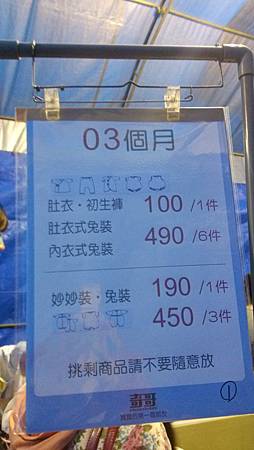 03個月
肚衣・初生褲 100/1件
肚衣式兔裝
內衣式兔裝 490/6件
妙妙裝・兔裝 190/1件
450/3件
挑剩商品請不要隨意放
奇哥
①